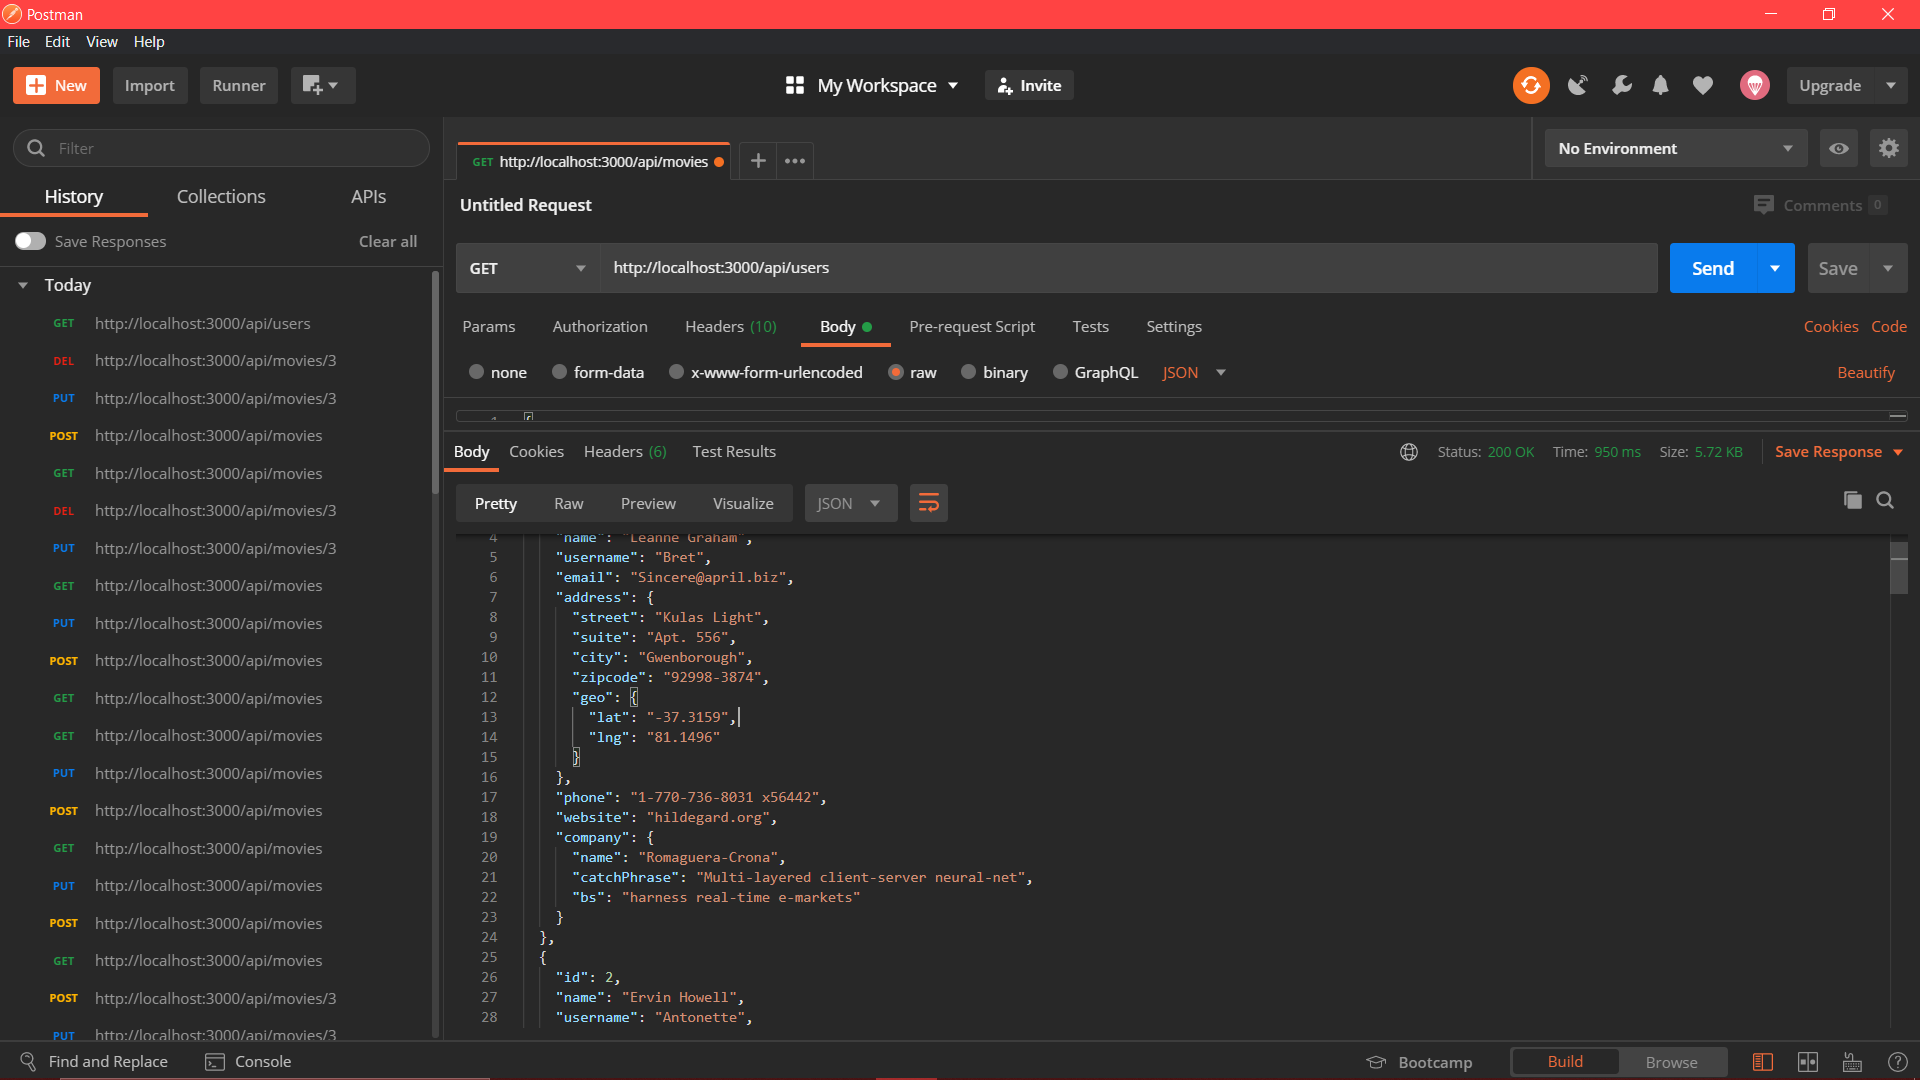 Postman
File Edit View Help
New Import Runner My Workspace Invite Upgrade
Filter
History Collections APIs
Save Responses Clear all
Today
GET http://localhost:3000/api/users
DEL http://localhost:3000/api/movies/3
PUT http://localhost:3000/api/movies/3
POST http://localhost:3000/api/movies
GET http://localhost:3000/api/movies
DEL http://localhost:3000/api/movies/3
PUT http://localhost:3000/api/movies/3
GET http://localhost:3000/api/movies
PUT http://localhost:3000/api/movies
POST http://localhost:3000/api/movies
GET http://localhost:3000/api/movies
GET http://localhost:3000/api/movies
PUT http://localhost:3000/api/movies
POST http://localhost:3000/api/movies
GET http://localhost:3000/api/movies
PUT http://localhost:3000/api/movies
POST http://localhost:3000/api/movies
GET http://localhost:3000/api/movies
POST http://localhost:3000/api/movies/3
PUT http://localhost:3000/api/movies/3
GET http://localhost:3000/api/movies
No Environment
Untitled Request Comments 0
GET http://localhost:3000/api/users Send Save
Params Authorization Headers (10) Body Pre-request Script Tests Settings Cookies Code
none form-data x-www-form-urlencoded raw binary GraphQL JSON Beautify
Body Cookies Headers (6) Test Results Status: 200 OK Time: 950 ms Size: 5.72 KB Save Response
Pretty Raw Preview Visualize JSON
4 "name": "Leanne Graham",
5 "username": "Bret",
6 "email": "Sincere@april.biz",
7 "address": {
8 "street": "Kulas Light",
9 "suite": "Apt. 556",
10 "city": "Gwenborough",
11 "zipcode": "92998-3874",
12 "geo": {
13 "lat": "-37.3159",
14 "lng": "81.1496"
15 }
16 },
17 "phone": "1-770-736-8031 x56442",
18 "website": "hildegard.org",
19 "company": {
20 "name": "Romaguera-Crona",
21 "catchPhrase": "Multi-layered client-server neural-net",
22 "bs": "harness real-time e-markets"
23 }
24 },
25 {
26 "id": 2,
27 "name": "Ervin Howell",
28 "username": "Antonette",
Find and Replace Console Bootcamp Build Browse